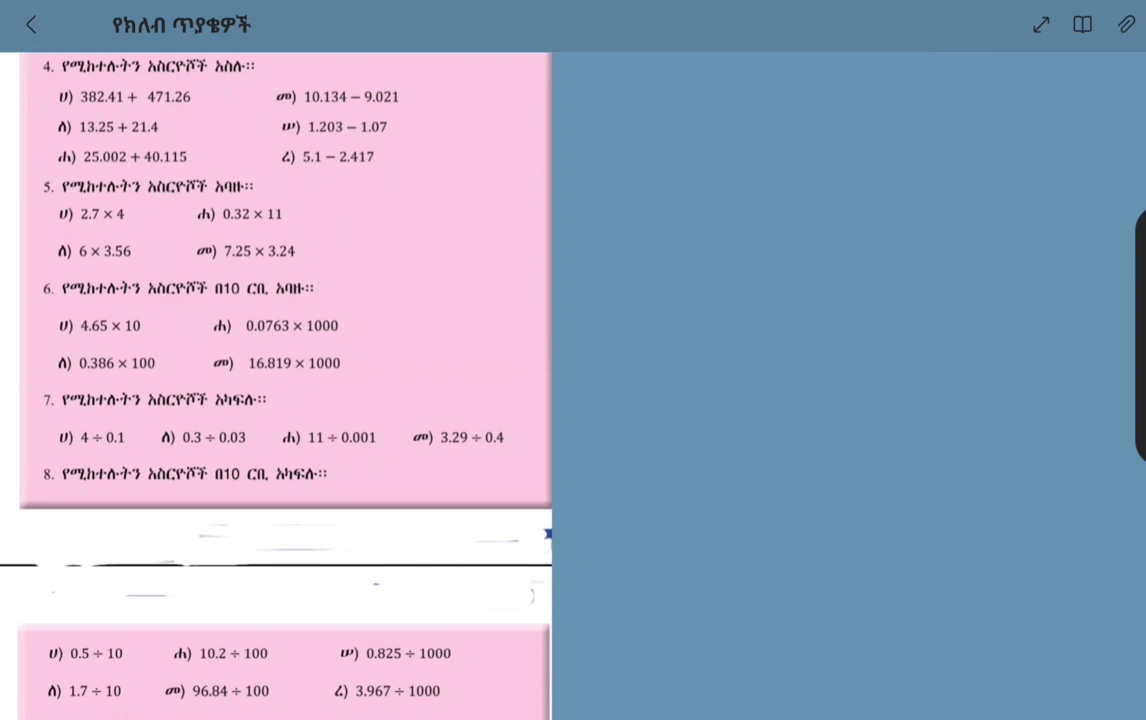 የክለብ ጥያቄዎች
4. የሚከተሉትን አስርዮሾች አስሉ።
ሀ) 382.41 + 471.26 መ) 10.134 − 9.021
ለ) 13.25 + 21.4 ሠ) 1.203 − 1.07
ሐ) 25.002 + 40.115 ረ) 5.1 − 2.417
5. የሚከተሉትን አስርዮሾች አባዙ።
ሀ) 2.7 × 4 ሐ) 0.32 × 11
ለ) 6 × 3.56 መ) 7.25 × 3.24
6. የሚከተሉትን አስርዮሾች በ10 ርቢ አባዙ።
ሀ) 4.65 × 10 ሐ) 0.0763 × 1000
ለ) 0.386 × 100 መ) 16.819 × 1000
7. የሚከተሉትን አስርዮሾች አካፍሉ።
ሀ) 4 ÷ 0.1 ለ) 0.3 ÷ 0.03 ሐ) 11 ÷ 0.001 መ) 3.29 ÷ 0.4
8. የሚከተሉትን አስርዮሾች በ10 ርቢ አካፍሉ።
ሀ) 0.5 ÷ 10 ሐ) 10.2 ÷ 100 ሠ) 0.825 ÷ 1000
ለ) 1.7 ÷ 10 መ) 96.84 ÷ 100 ረ) 3.967 ÷ 1000